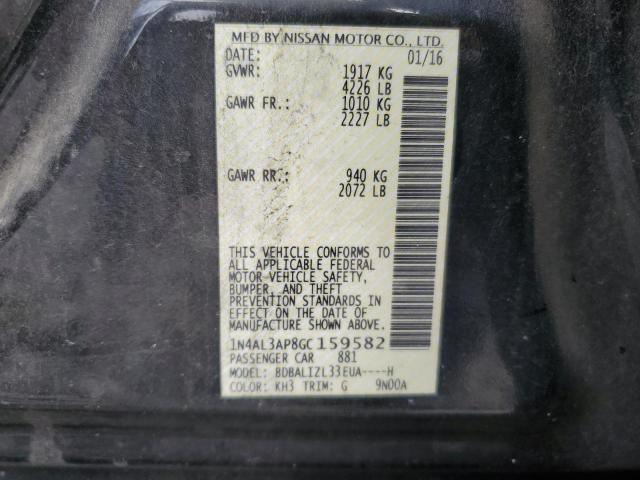 MFD BY NISSAN MOTOR CO., LTD.
DATE: 01/16
GVWR: 1917 KG
4226 LB
GAWR FR.: 1010 KG
2227 LB
GAWR RR.: 940 KG
2072 LB
THIS VEHICLE CONFORMS TO
ALL APPLICABLE FEDERAL
MOTOR VEHICLE SAFETY,
BUMPER, AND THEFT
PREVENTION STANDARDS IN
EFFECT ON THE DATE OF
MANUFACTURE SHOWN ABOVE.
1N4AL3AP8GC159582
PASSENGER CAR 881
MODEL: BDBALIZL33EUA----H
COLOR: KH3 TRIM: G 9N00A